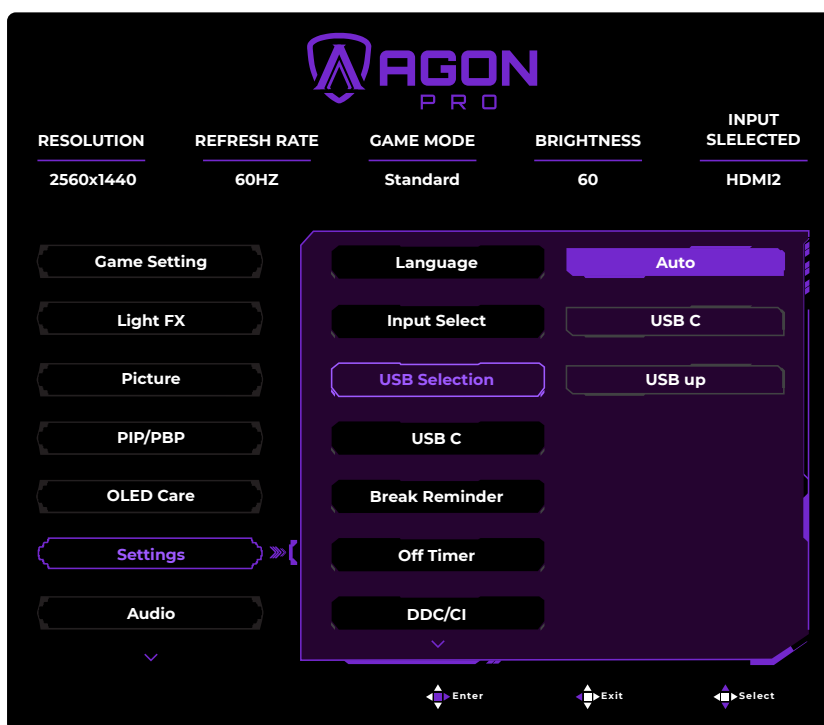 AGON
PRO
RESOLUTION REFRESH RATE GAME MODE BRIGHTNESS INPUT SLELECTED
2560x1440 60HZ Standard 60 HDMI2
Game Setting Language Auto
Light FX Input Select USB C
Picture USB Selection USB up
PIP/PBP USB C
OLED Care Break Reminder
Settings Off Timer
Audio DDC/CI
Enter Exit Select